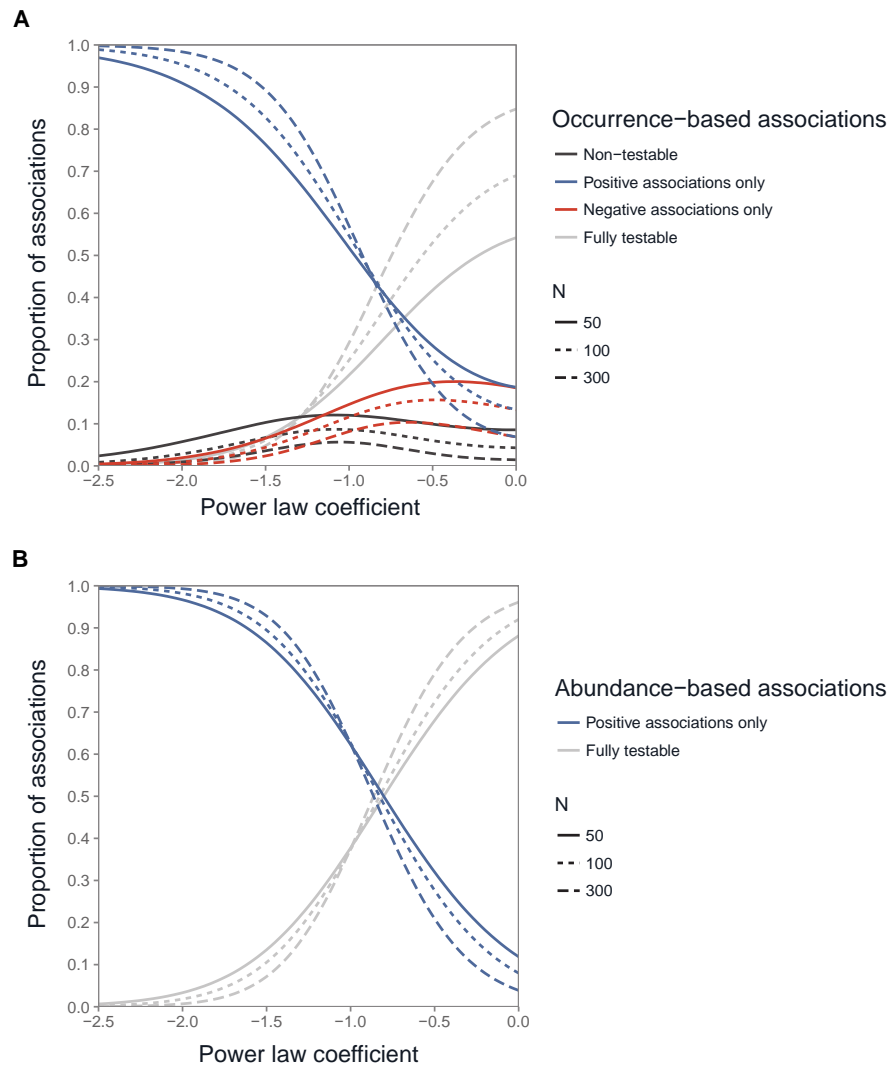 A
Proportion of associations
1.0
0.9
0.8
0.7
0.6
0.5
0.4
0.3
0.2
0.1
0.0
−2.5 −2.0 −1.5 −1.0 −0.5 0.0
Power law coefficient
Occurrence−based associations
Non−testable
Positive associations only
Negative associations only
Fully testable
N
50
100
300
B
Proportion of associations
1.0
0.9
0.8
0.7
0.6
0.5
0.4
0.3
0.2
0.1
0.0
−2.5 −2.0 −1.5 −1.0 −0.5 0.0
Power law coefficient
Abundance−based associations
Positive associations only
Fully testable
N
50
100
300